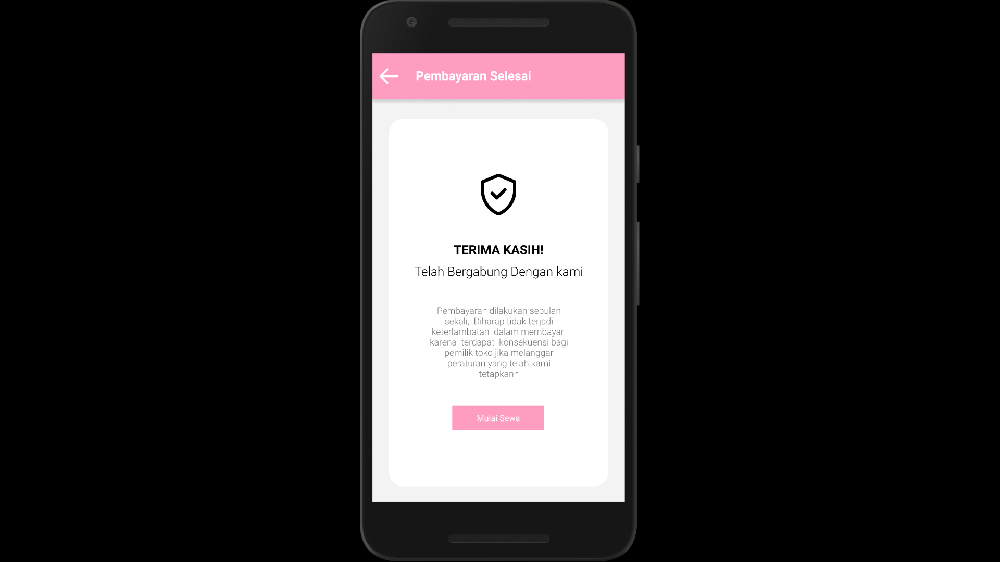 Pembayaran Selesai
TERIMA KASIH!
Telah Bergabung Dengan kami
Pembayaran dilakukan sebulan
sekali,  Diharap tidak terjadi
keterlambatan  dalam membayar
karena  terdapat  konsekuensi bagi
pemilik toko jika melanggar
peraturan yang telah kami
tetapkann
Mulai Sewa